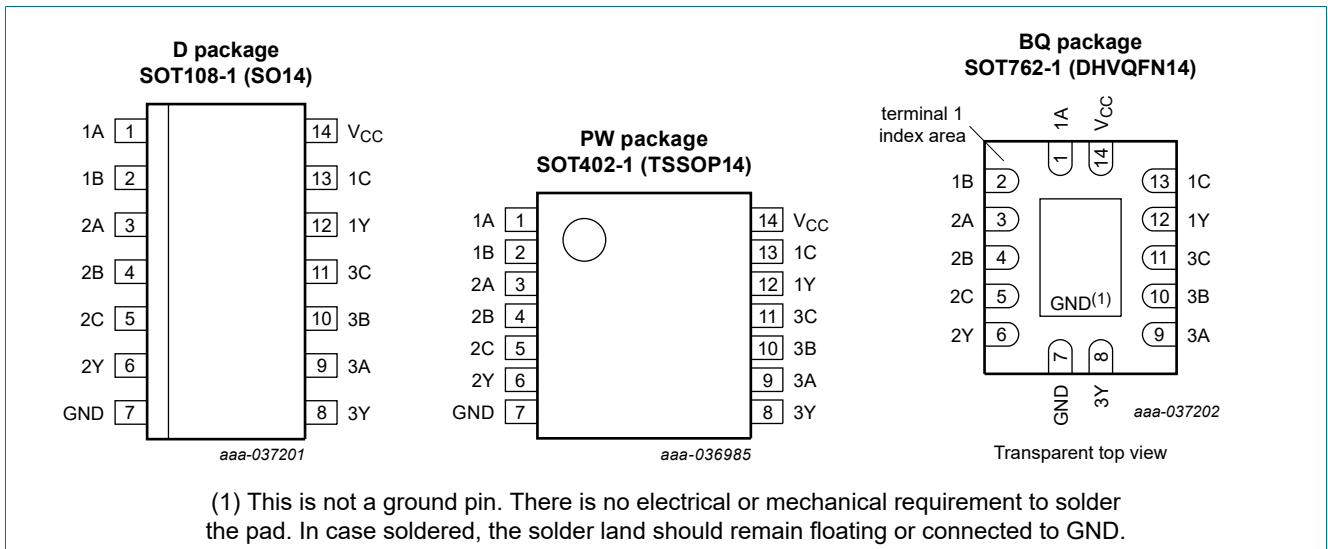 D package
SOT108-1 (SO14)
1A 1 14 VCC
1B 2 13 1C
2A 3 12 1Y
2B 4 11 3C
2C 5 10 3B
2Y 6 9 3A
GND 7 8 3Y
aaa-037201
PW package
SOT402-1 (TSSOP14)
1A 1 14 VCC
1B 2 13 1C
2A 3 12 1Y
2B 4 11 3C
2C 5 10 3B
2Y 6 9 3A
GND 7 8 3Y
aaa-036985
BQ package
SOT762-1 (DHVQFN14)
terminal 1
index area
1A VCC
1 14
1B 2 13 1C
2A 3 12 1Y
2B 4 11 3C
2C 5 10 3B
GND(1)
2Y 6 9 3A
7 8
GND 3Y
aaa-037202
Transparent top view
(1) This is not a ground pin. There is no electrical or mechanical requirement to solder
the pad. In case soldered, the solder land should remain floating or connected to GND.